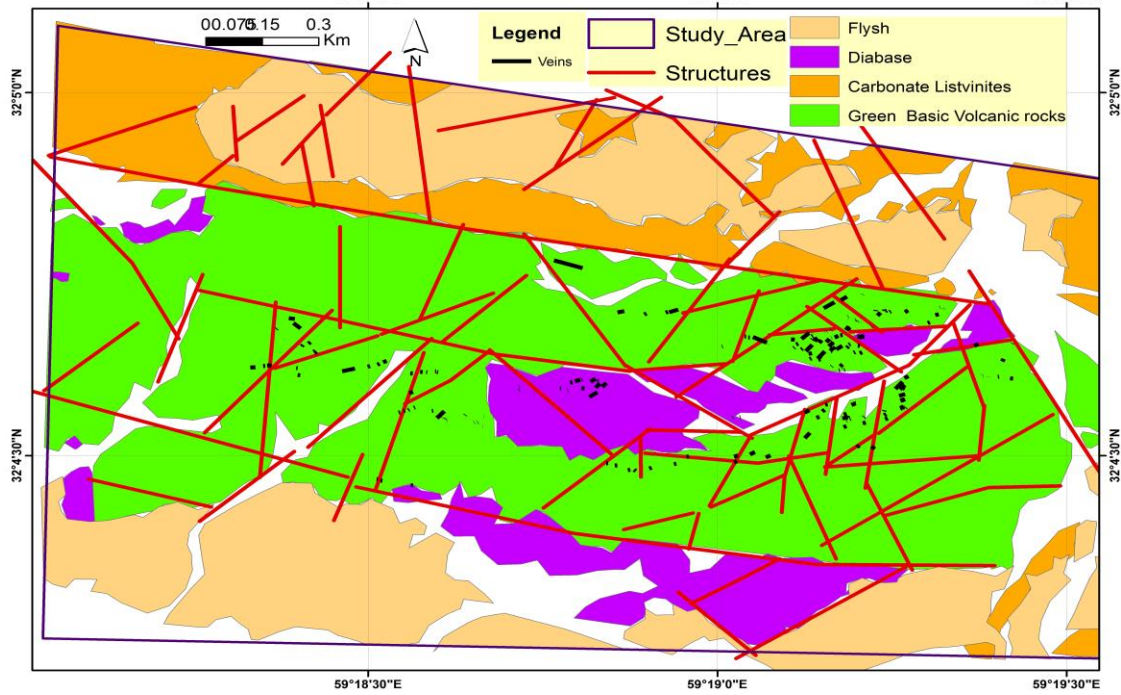 00.0750.15 0.3
Km
N
Legend
Veins
Study_Area
Structures
Flysh
Diabase
Carbonate Listvinites
Green Basic Volcanic rocks
32°5'0"N
32°5'0"N
32°4'30"N
32°4'30"N
59°18'30"E
59°19'0"E
59°19'30"E